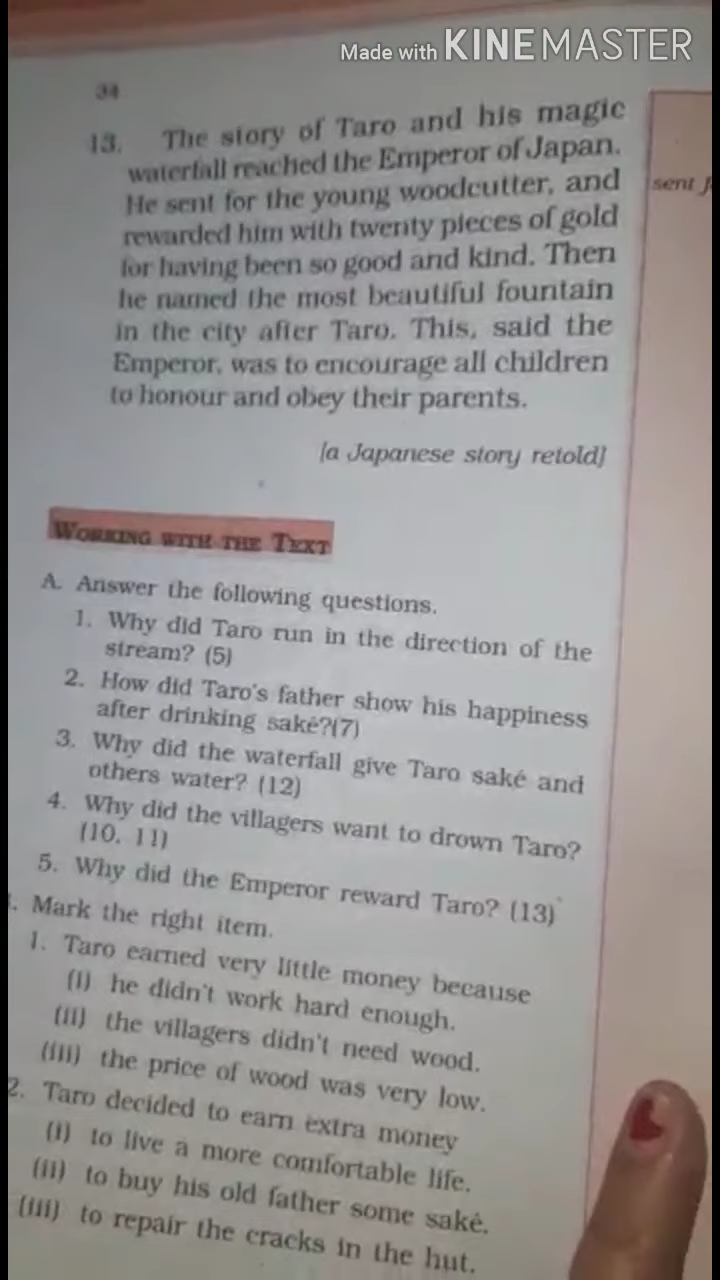 Made with KINEMASTER
34
13. The story of Taro and his magic
waterfall reached the Emperor of Japan.
He sent for the young woodcutter, and
rewarded him with twenty pieces of gold
for having been so good and kind. Then
he named the most beautiful fountain
in the city after Taro. This, said the
Emperor, was to encourage all children
to honour and obey their parents.
[a Japanese story retold]
sent
WORKING WITH THE TEXT
A. Answer the following questions.
1. Why did Taro run in the direction of the
stream? (5)
2. How did Taro's father show his happiness
after drinking saké?(7)
3. Why did the waterfall give Taro saké and
others water? (12)
4. Why did the villagers want to drown Taro?
(10, 11)
5. Why did the Emperor reward Taro? (13)
. Mark the right item.
1. Taro earned very little money because
(i) he didn't work hard enough.
(ii) the villagers didn't need wood.
(iii) the price of wood was very low.
2. Taro decided to earn extra money
(i) to live a more comfortable life.
(ii) to buy his old father some saké.
(iii) to repair the cracks in the hut.